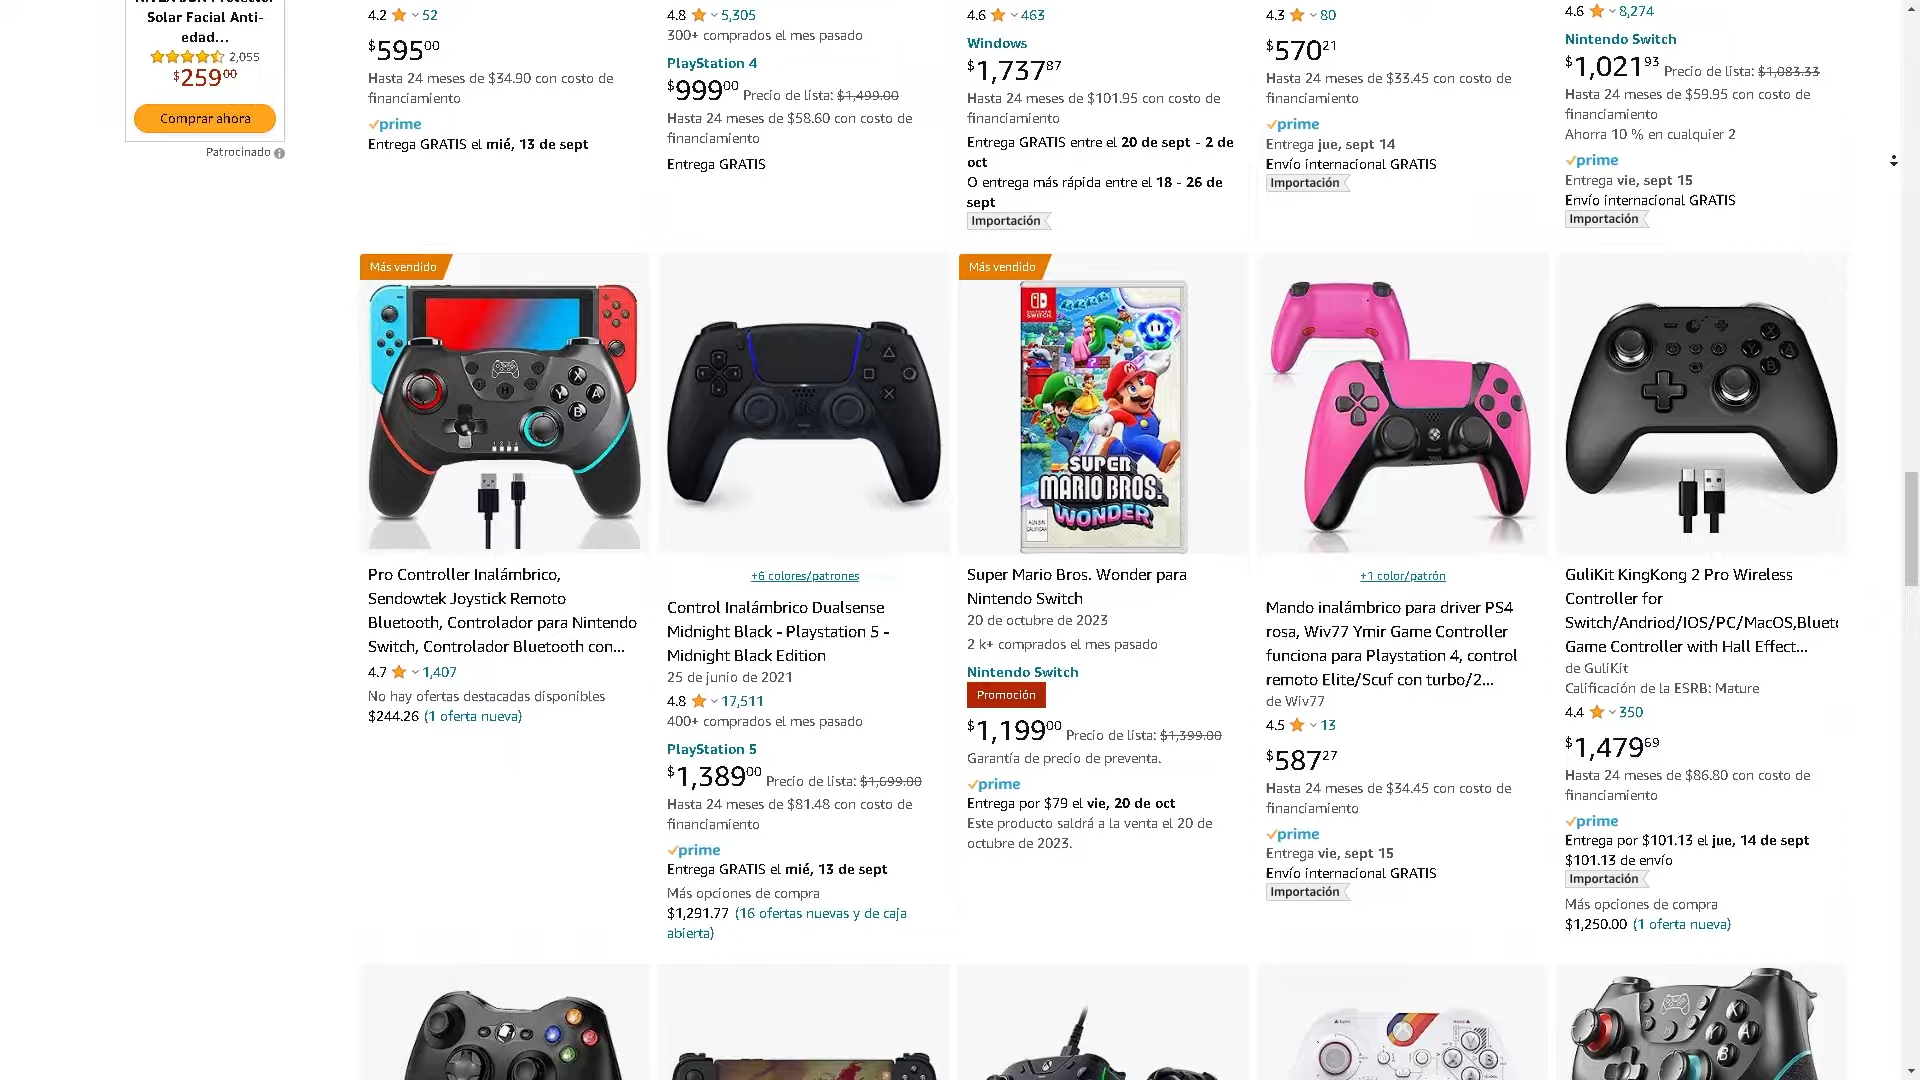 Solar Facial Anti-
edad...
2,055
$259.00
Comprar ahora
Patrocinado
4.2 52
$595.00
Hasta 24 meses de $34.90 con costo de
financiamiento
prime
Entrega GRATIS el mié, 13 de sept
4.8 5,305
300+ comprados el mes pasado
PlayStation 4
$999.00 Precio de lista: $1,499.00
Hasta 24 meses de $58.60 con costo de
financiamiento
Entrega GRATIS
4.6 463
Windows
$1,737.87
Hasta 24 meses de $101.95 con costo de
financiamiento
Entrega GRATIS entre el 20 de sept - 2 de
oct
O entrega más rápida entre el 18 - 26 de
sept
Importación
4.3 80
$570.21
Hasta 24 meses de $33.45 con costo de
financiamiento
prime
Entrega jue, sept 14
Envío internacional GRATIS
Importación
4.6 8,274
Nintendo Switch
$1,021.93 Precio de lista: $1,083.33
Hasta 24 meses de $59.95 con costo de
financiamiento
Ahorra 10 % en cualquier 2
prime
Entrega vie, sept 15
Envío internacional GRATIS
Importación
Más vendido
Pro Controller Inalámbrico,
Sendowtek Joystick Remoto
Bluetooth, Controlador para Nintendo
Switch, Controlador Bluetooth con...
4.7 1,407
No hay ofertas destacadas disponibles
$244.26 (1 oferta nueva)
+6 colores/patrones
Control Inalámbrico Dualsense
Midnight Black - Playstation 5 -
Midnight Black Edition
25 de junio de 2021
4.8 17,511
400+ comprados el mes pasado
PlayStation 5
$1,389.00 Precio de lista: $1,699.00
Hasta 24 meses de $81.48 con costo de
financiamiento
prime
Entrega GRATIS el mié, 13 de sept
Más opciones de compra
$1,291.77 (16 ofertas nuevas y de caja
abierta)
Más vendido
SUPER
MARIO BROS.
WONDER
Super Mario Bros. Wonder para
Nintendo Switch
20 de octubre de 2023
2 k+ comprados el mes pasado
Nintendo Switch
Promoción
$1,199.00 Precio de lista: $1,399.00
Garantía de precio de preventa.
prime
Entrega por $79 el vie, 20 de oct
Este producto saldrá a la venta el 20 de
octubre de 2023.
+1 color/patrón
Mando inalámbrico para driver PS4
rosa, Wiv77 Ymir Game Controller
funciona para Playstation 4, control
remoto Elite/Scuf con turbo/2...
de Wiv77
4.5 13
$587.27
Hasta 24 meses de $34.45 con costo de
financiamiento
prime
Entrega vie, sept 15
Envío internacional GRATIS
Importación
GuliKit KingKong 2 Pro Wireless
Controller for
Switch/Andriod/IOS/PC/MacOS,Bluet
Game Controller with Hall Effect...
de GuliKit
Calificación de la ESRB: Mature
4.4 350
$1,479.69
Hasta 24 meses de $86.80 con costo de
financiamiento
prime
Entrega por $101.13 el jue, 14 de sept
$101.13 de envío
Importación
Más opciones de compra
$1,250.00 (1 oferta nueva)